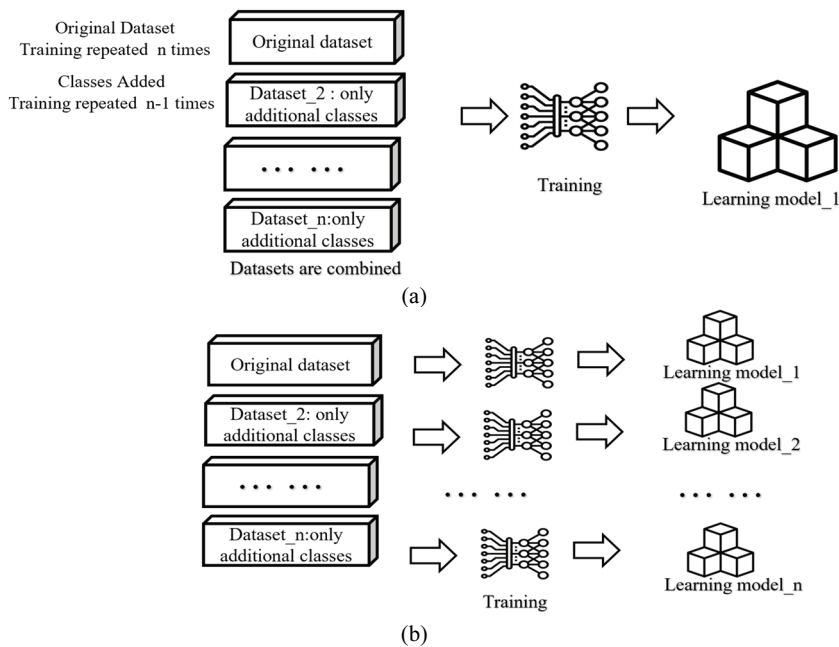 Original Dataset
Training repeated n times
Original dataset
Classes Added
Training repeated n-1 times
Dataset_2 : only
additional classes
... ...
Training
Learning model_1
Dataset_n:only
additional classes
Datasets are combined
(a)
Original dataset
Learning model_1
Dataset_2: only
additional classes
Learning model_2
... ...
... ...
... ...
Dataset_n:only
additional classes
Training
Learning model_n
(b)